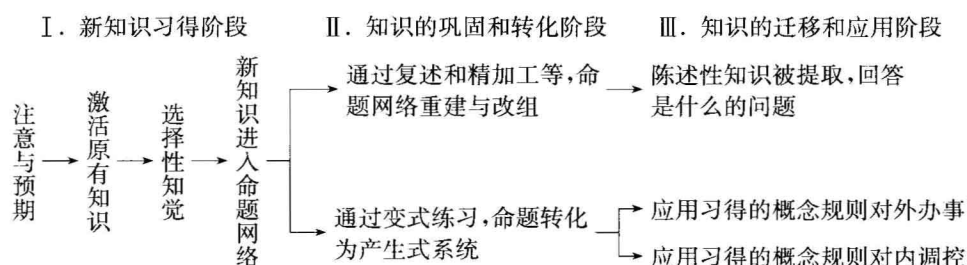 Ⅰ. 新知识习得阶段
Ⅱ. 知识的巩固和转化阶段
Ⅲ. 知识的迁移和应用阶段
注意与预期
激活原有知识
选择性知觉
新知识进入命题网络
通过复述和精加工等,命
题网络重建与改组
陈述性知识被提取,回答
是什么的问题
通过变式练习,命题转化
为产生式系统
应用习得的概念规则对外办事
应用习得的概念规则对内调控